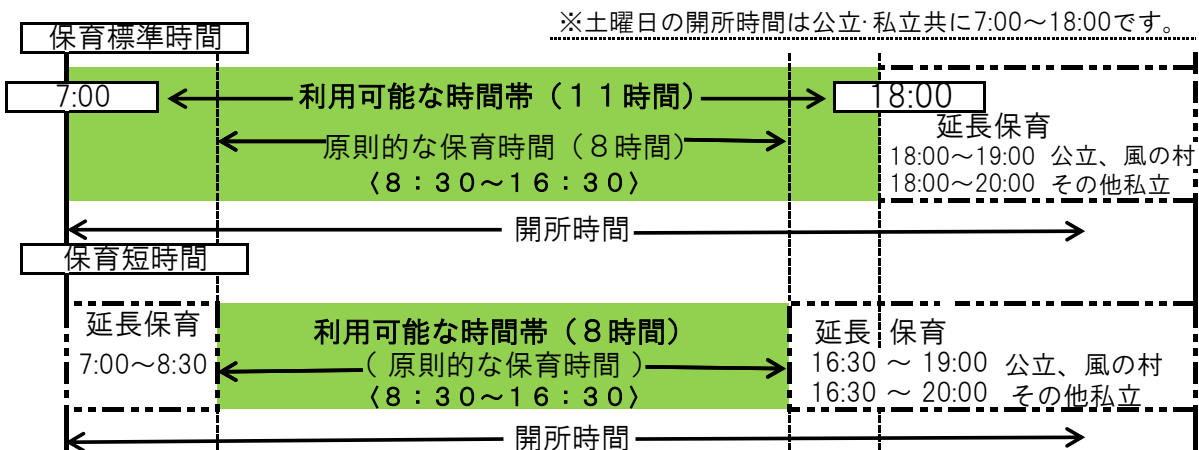 ※土曜日の開所時間は公立・私立共に7:00～18:00です。
保育標準時間
7:00
利用可能な時間帯（１１時間）
18:00
原則的な保育時間（８時間）
〈８：３０～１６：３０〉
延長保育
18:00～19:00 公立、風の村
18:00～20:00 その他私立
開所時間
保育短時間
延長保育
7:00～8:30
利用可能な時間帯（８時間）
（ 原則的な保育時間 ）
〈８：３０～１６：３０〉
延長 保育
16:30 ～ 19:00 公立、風の村
16:30 ～ 20:00 その他私立
開所時間